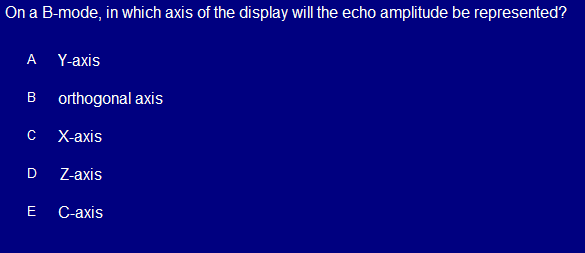 On a B-mode, in which axis of the display will the echo amplitude be represented?
A Y-axis
B orthogonal axis
C X-axis
D Z-axis
E C-axis